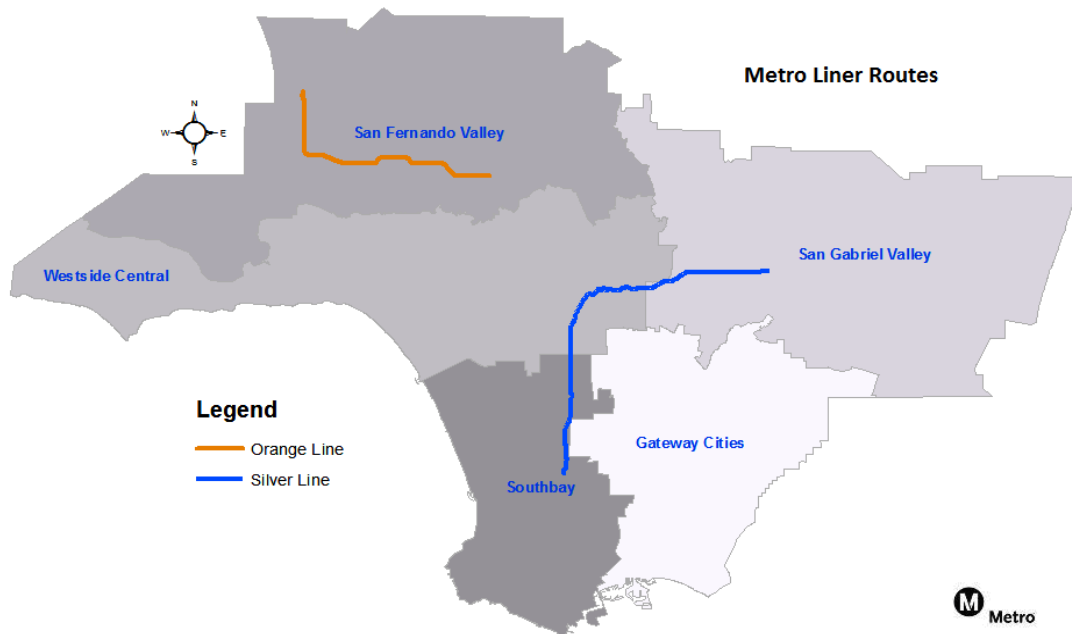 Metro Liner Routes
N
W E
S
San Fernando Valley
San Gabriel Valley
Westside Central
Legend
Orange Line
Silver Line
Gateway Cities
Southbay
M Metro